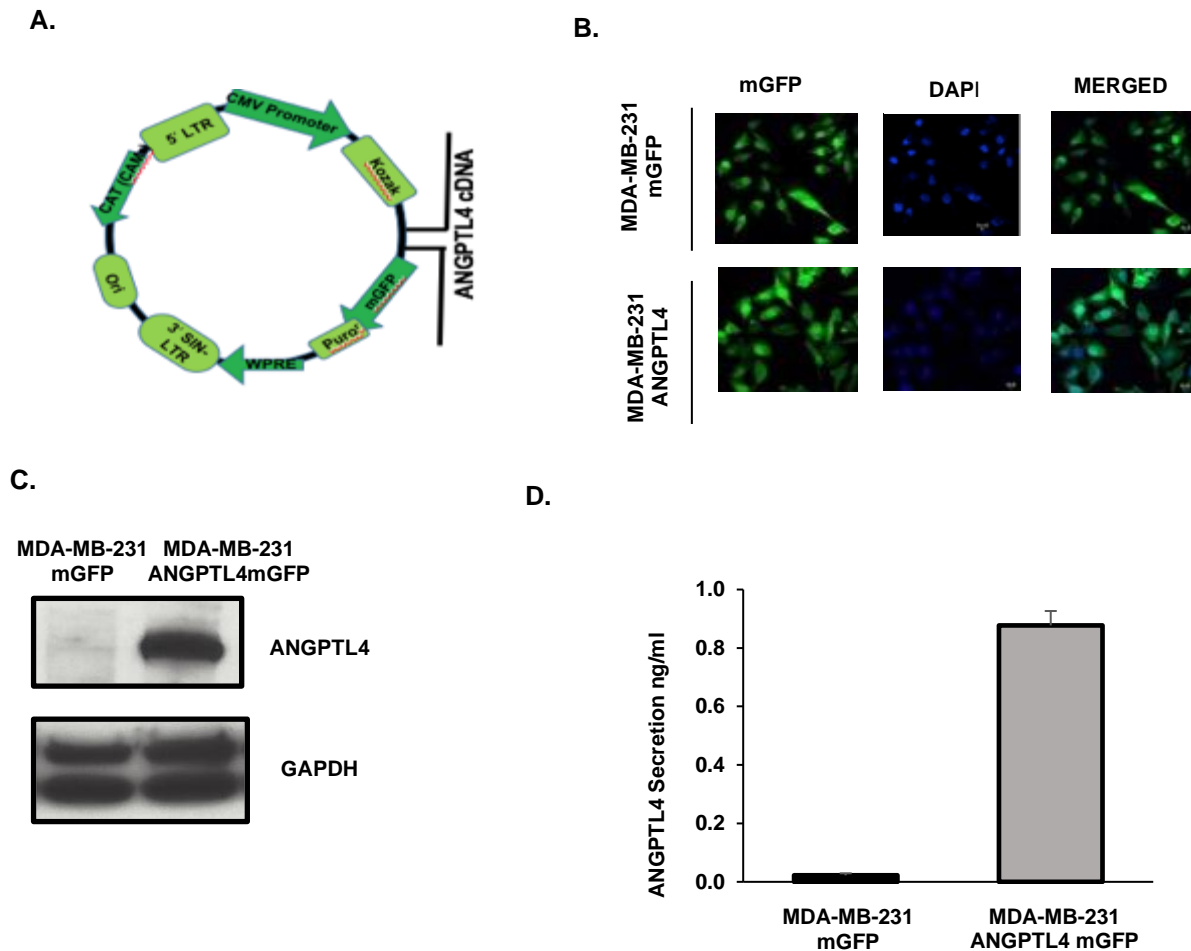 A.
5' LTR
CMV Promoter
Kozak
ANGPTL4 cDNA
mGFP
Puroʳ
WPRE
3' SIN-
LTR
Ori
CAT (CAM
B.
mGFP
DAPI
MERGED
MDA-MB-231
mGFP
MDA-MB-231
ANGPTL4
C.
MDA-MB-231
mGFP
MDA-MB-231
ANGPTL4mGFP
ANGPTL4
GAPDH
D.
ANGPTL4 Secretion ng/ml
1.0
0.8
0.6
0.4
0.2
0.0
MDA-MB-231
mGFP
MDA-MB-231
ANGPTL4 mGFP